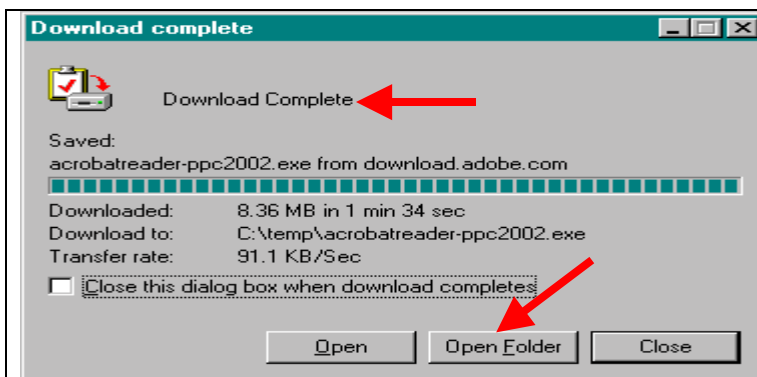 Download complete
Download Complete
Saved:
acrobatreader-ppc2002.exe from download.adobe.com
Downloaded: 8.36 MB in 1 min 34 sec
Download to: C:\temp\acrobatreader-ppc2002.exe
Transfer rate: 91.1 KB/Sec
Close this dialog box when download completes
Open Open Folder Close